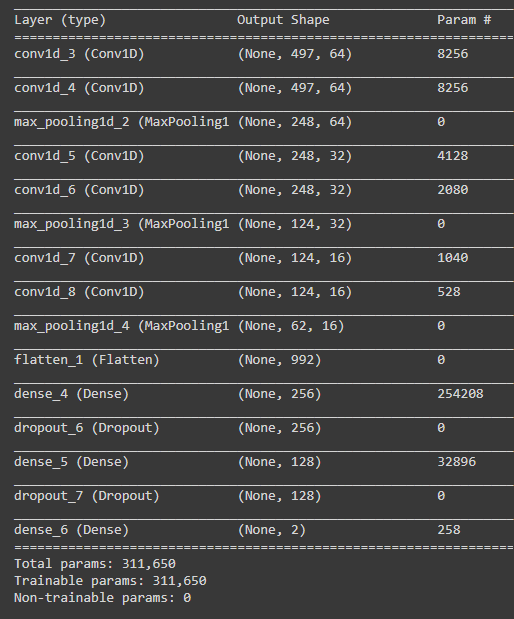 Layer (type) Output Shape Param #
=================================================================
conv1d_3 (Conv1D) (None, 497, 64) 8256
conv1d_4 (Conv1D) (None, 497, 64) 8256
max_pooling1d_2 (MaxPooling1 (None, 248, 64) 0
conv1d_5 (Conv1D) (None, 248, 32) 4128
conv1d_6 (Conv1D) (None, 248, 32) 2080
max_pooling1d_3 (MaxPooling1 (None, 124, 32) 0
conv1d_7 (Conv1D) (None, 124, 16) 1040
conv1d_8 (Conv1D) (None, 124, 16) 528
max_pooling1d_4 (MaxPooling1 (None, 62, 16) 0
flatten_1 (Flatten) (None, 992) 0
dense_4 (Dense) (None, 256) 254208
dropout_6 (Dropout) (None, 256) 0
dense_5 (Dense) (None, 128) 32896
dropout_7 (Dropout) (None, 128) 0
dense_6 (Dense) (None, 2) 258
=================================================================
Total params: 311,650
Trainable params: 311,650
Non-trainable params: 0